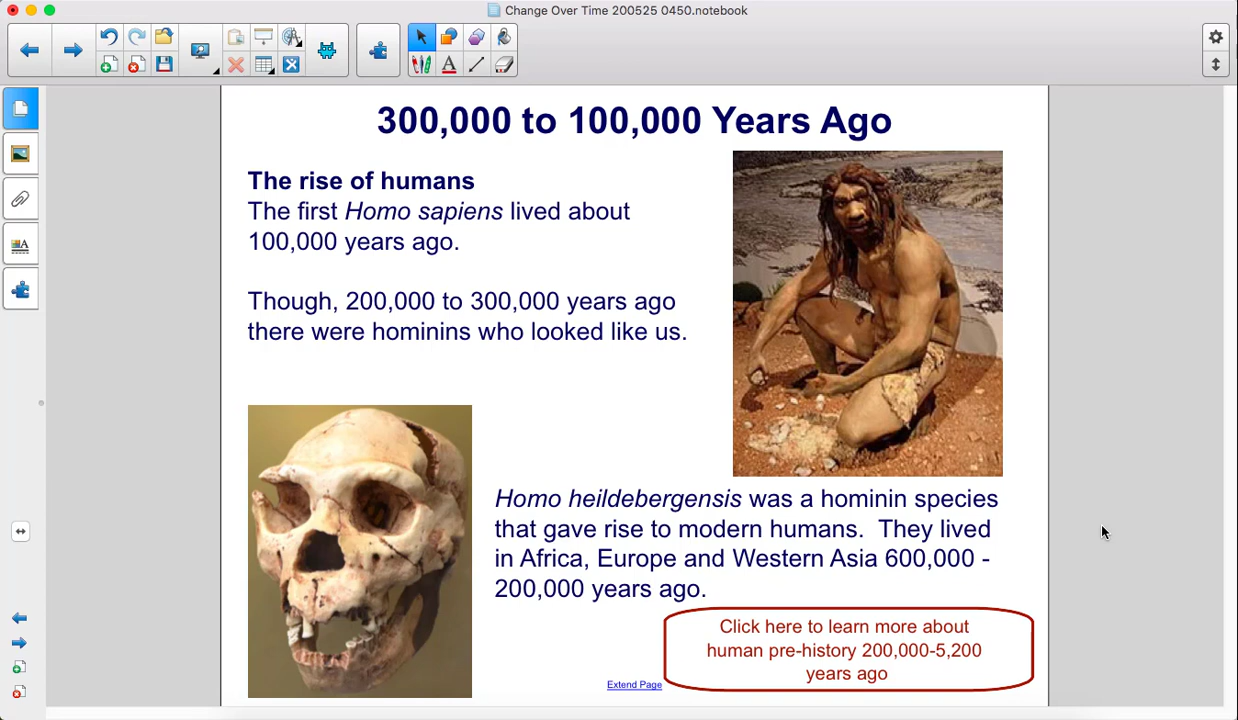 Change Over Time 200525 0450.notebook
300,000 to 100,000 Years Ago
The rise of humans
The first Homo sapiens lived about
100,000 years ago.
Though, 200,000 to 300,000 years ago
there were hominins who looked like us.
Homo heildebergensis was a hominin species
that gave rise to modern humans.  They lived
in Africa, Europe and Western Asia 600,000 -
200,000 years ago.
Click here to learn more about
human pre-history 200,000-5,200
years ago
Extend Page